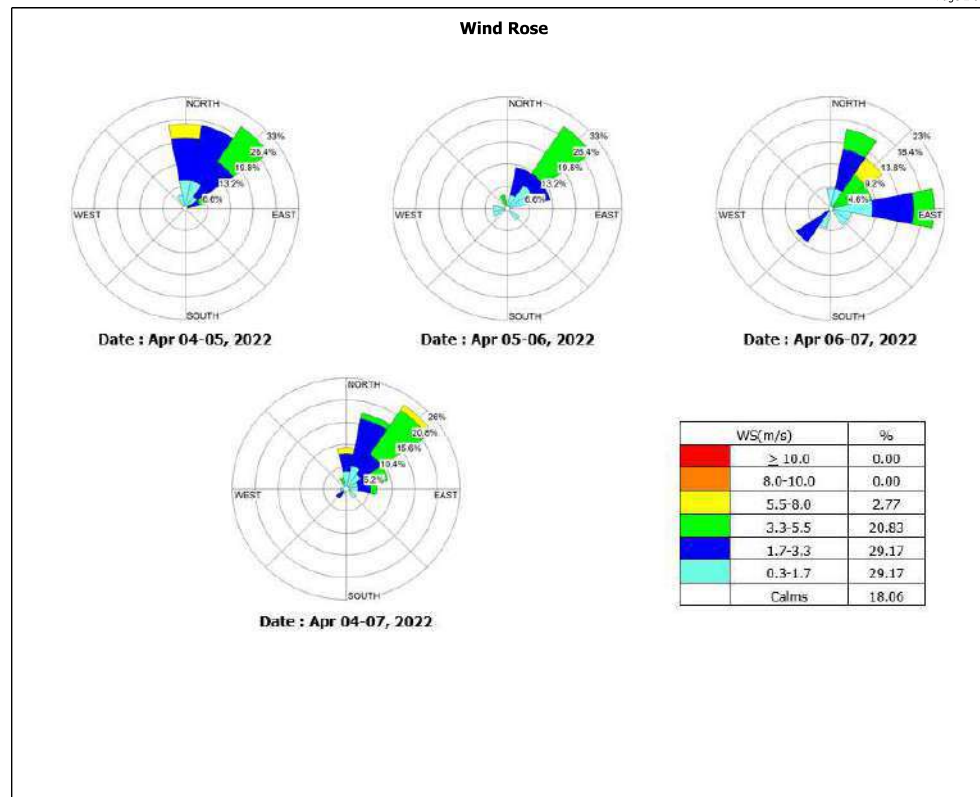 Wind Rose
NORTH
33%
26.4%
19.8%
13.2%
6.6%
WEST
EAST
SOUTH
Date : Apr 04-05, 2022
NORTH
33%
26.4%
19.8%
13.2%
6.6%
WEST
EAST
SOUTH
Date : Apr 05-06, 2022
NORTH
23%
18.4%
13.8%
9.2%
4.6%
WEST
EAST
SOUTH
Date : Apr 06-07, 2022
NORTH
26%
20.8%
15.6%
10.4%
5.2%
WEST
EAST
SOUTH
Date : Apr 04-07, 2022
WS(m/s) %
≥ 10.0 0.00
8.0-10.0 0.00
5.5-8.0 2.77
3.3-5.5 20.83
1.7-3.3 29.17
0.3-1.7 29.17
Calms 18.06